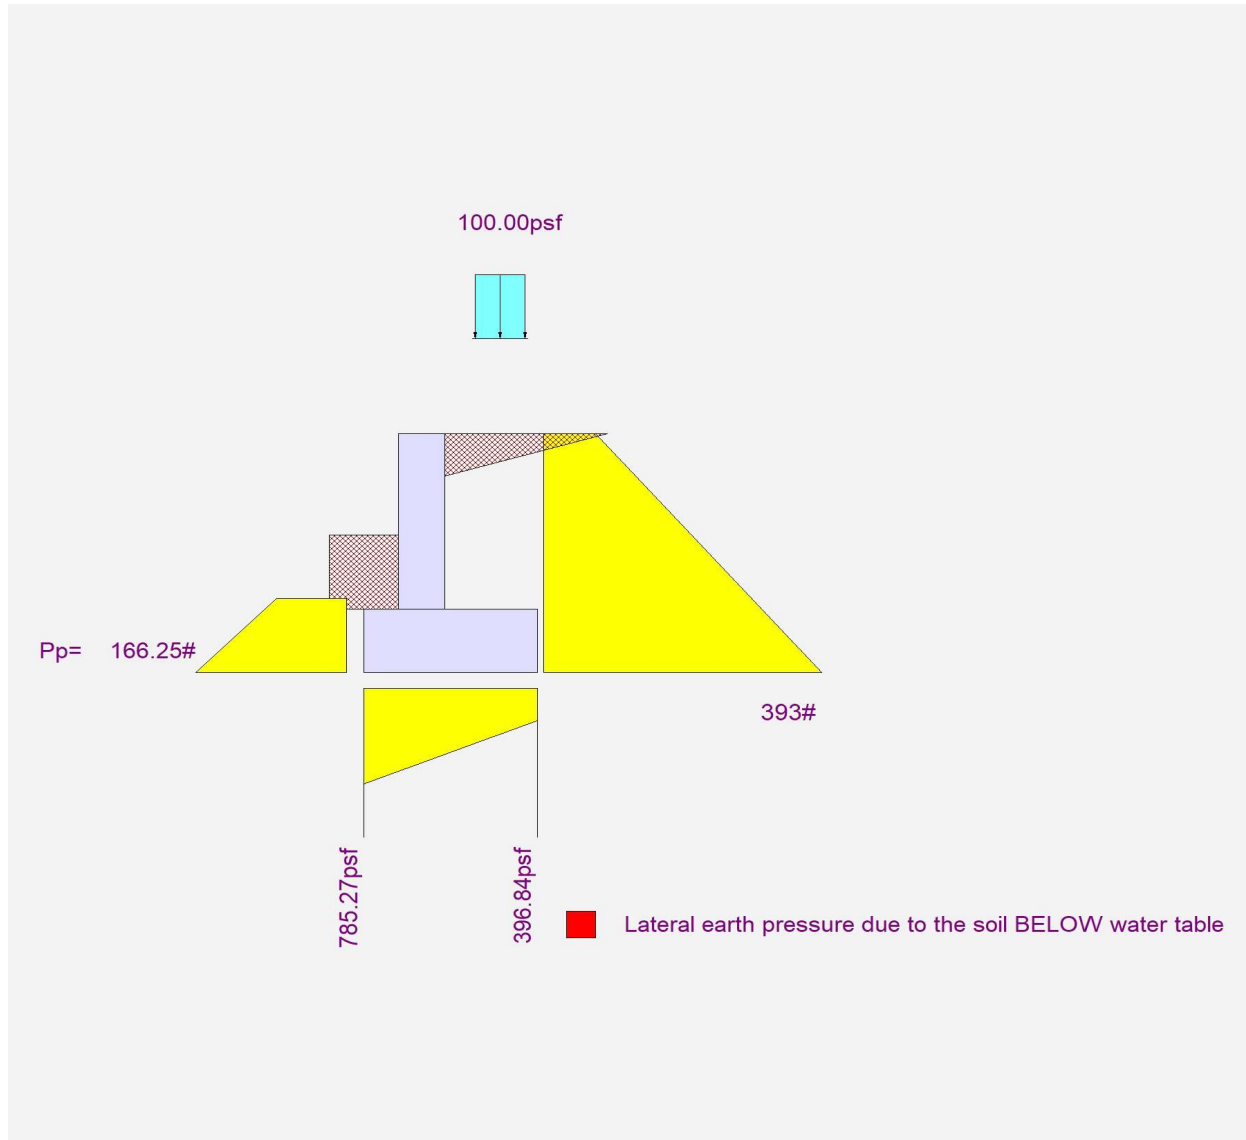 100.00psf
Pp= 166.25#
393#
785.27psf
396.84psf
Lateral earth pressure due to the soil BELOW water table